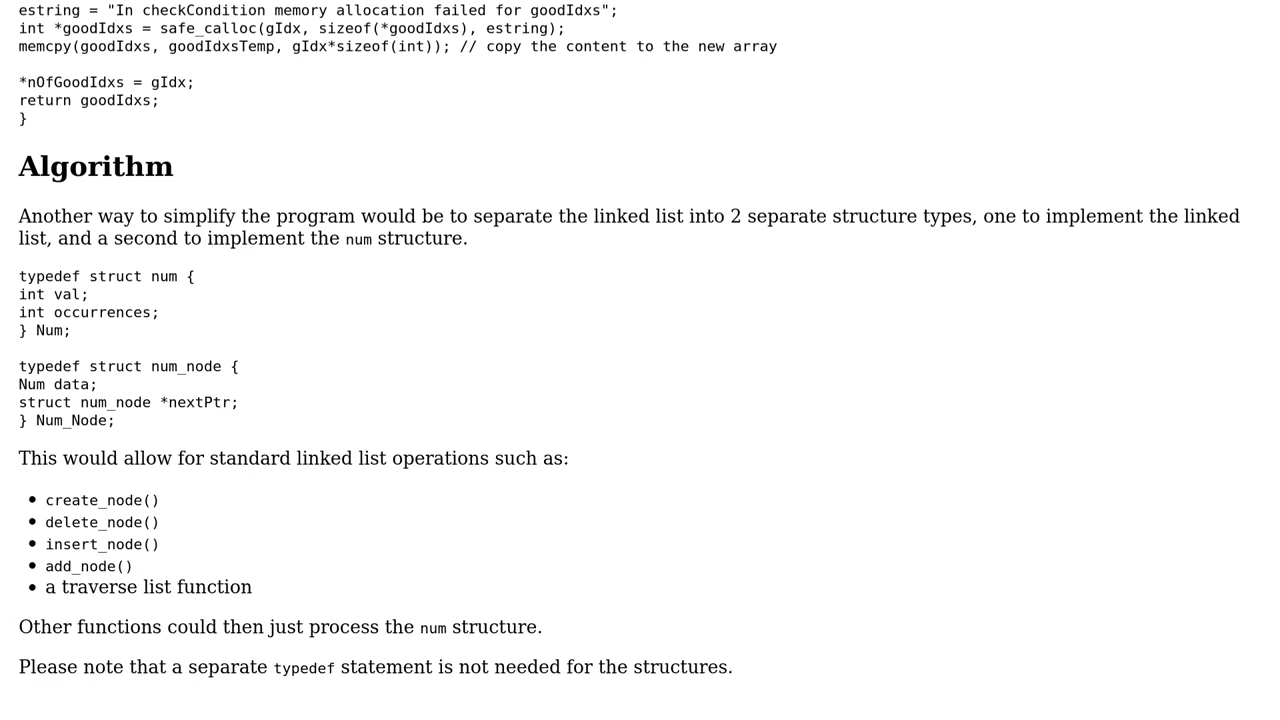 estring = "In checkCondition memory allocation failed for goodIdxs";
int *goodIdxs = safe_calloc(gIdx, sizeof(*goodIdxs), estring);
memcpy(goodIdxs, goodIdxsTemp, gIdx*sizeof(int)); // copy the content to the new array
*nOfGoodIdxs = gIdx;
return goodIdxs;
}
Algorithm
Another way to simplify the program would be to separate the linked list into 2 separate structure types, one to implement the linked
list, and a second to implement the num structure.
typedef struct num {
int val;
int occurrences;
} Num;
typedef struct num_node {
Num data;
struct num_node *nextPtr;
} Num_Node;
This would allow for standard linked list operations such as:
• create_node()
• delete_node()
• insert_node()
• add_node()
• a traverse list function
Other functions could then just process the num structure.
Please note that a separate typedef statement is not needed for the structures.